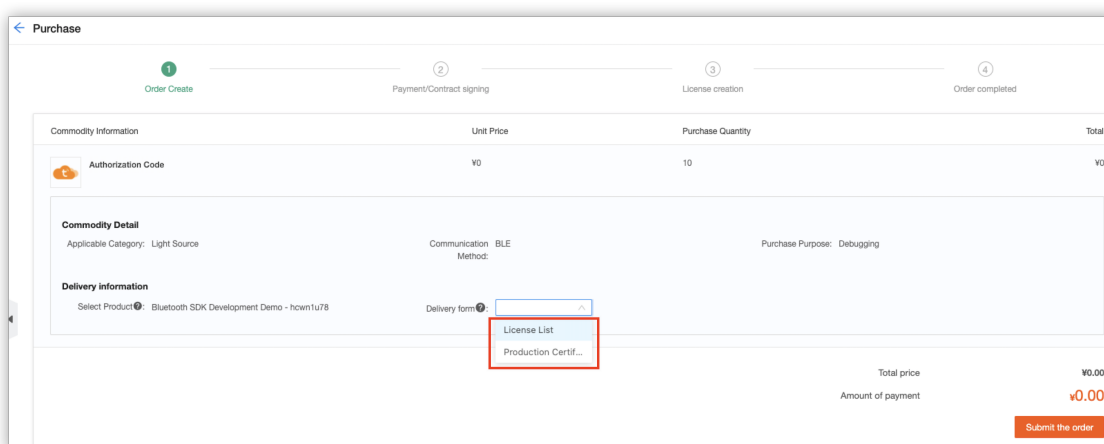 Purchase
1 2 3 4
Order Create Payment/Contract signing License creation Order completed
Commodity Information Unit Price Purchase Quantity Total
Authorization Code ¥0 10 ¥0
Commodity Detail
Applicable Category: Light Source Communication Method: BLE Purchase Purpose: Debugging
Delivery information
Select Product?: Bluetooth SDK Development Demo - hcwn1u78 Delivery form?:
License List
Production Certif...
Total price ¥0.00
Amount of payment ¥0.00
Submit the order